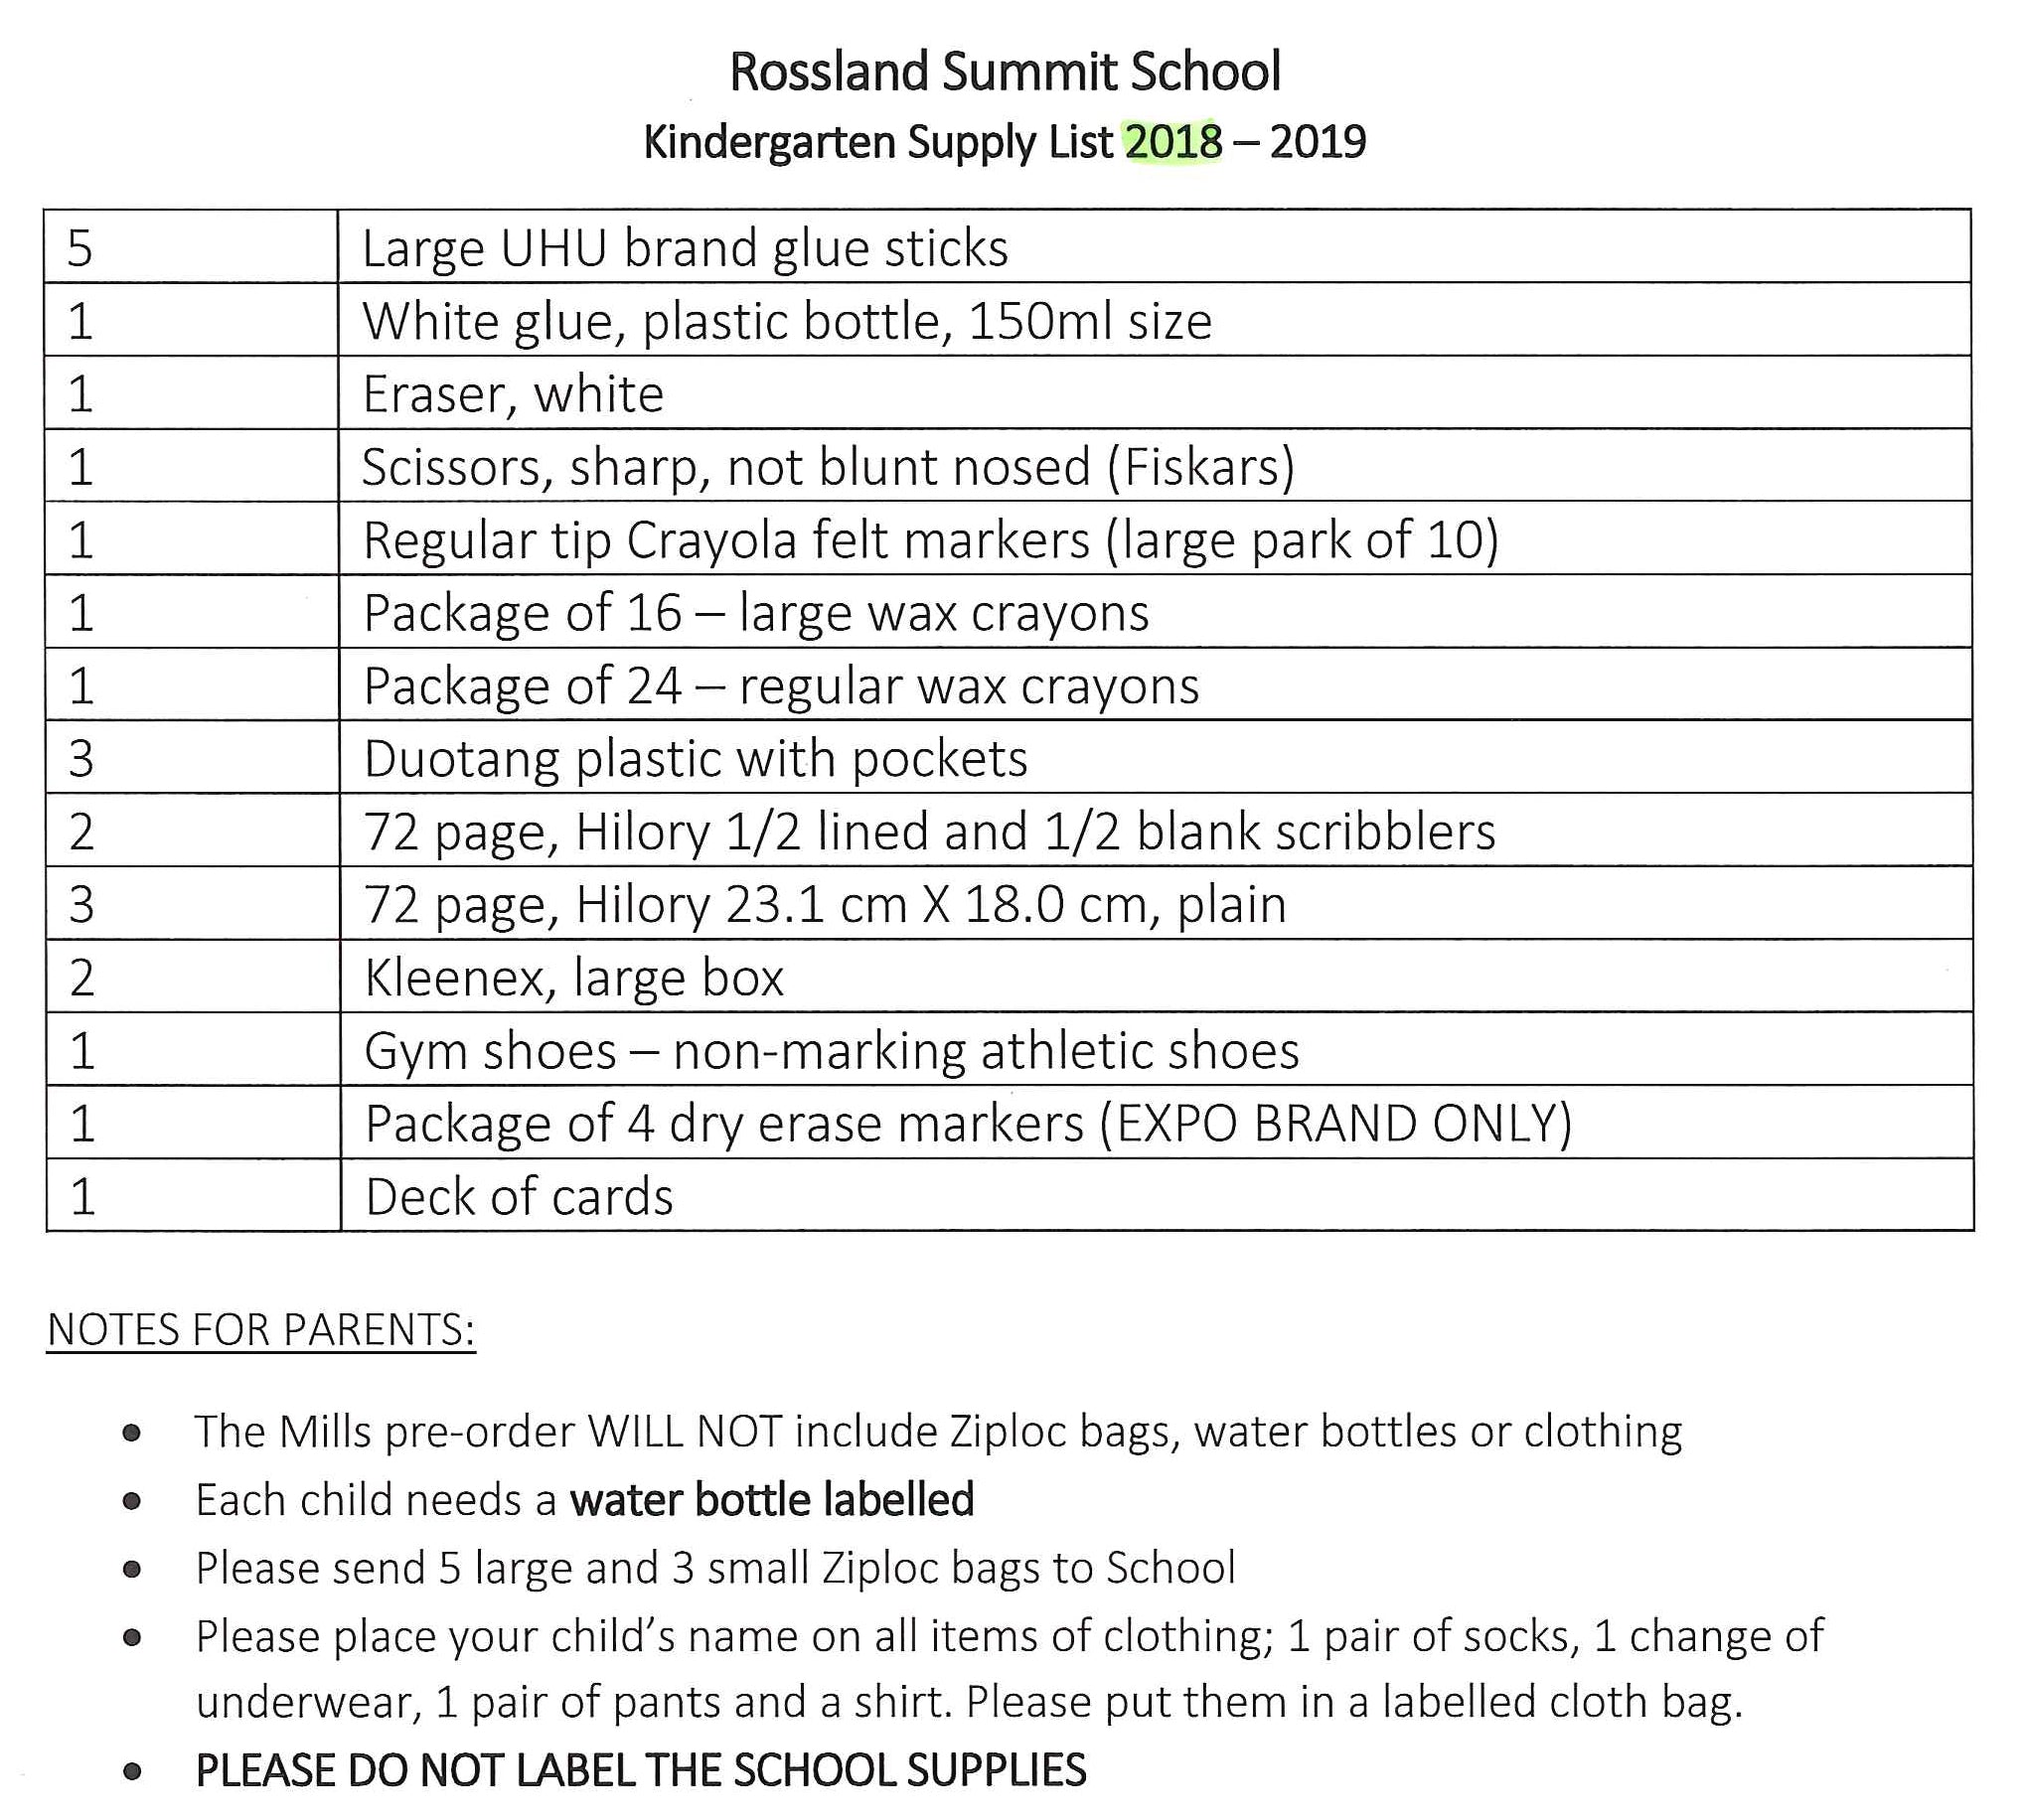 Rossland Summit School
Kindergarten Supply List 2018 – 2019
5 Large UHU brand glue sticks
1 White glue, plastic bottle, 150ml size
1 Eraser, white
1 Scissors, sharp, not blunt nosed (Fiskars)
1 Regular tip Crayola felt markers (large park of 10)
1 Package of 16 – large wax crayons
1 Package of 24 – regular wax crayons
3 Duotang plastic with pockets
2 72 page, Hilory 1/2 lined and 1/2 blank scribblers
3 72 page, Hilory 23.1 cm X 18.0 cm, plain
2 Kleenex, large box
1 Gym shoes – non-marking athletic shoes
1 Package of 4 dry erase markers (EXPO BRAND ONLY)
1 Deck of cards
NOTES FOR PARENTS:
• The Mills pre-order WILL NOT include Ziploc bags, water bottles or clothing
• Each child needs a water bottle labelled
• Please send 5 large and 3 small Ziploc bags to School
• Please place your child’s name on all items of clothing; 1 pair of socks, 1 change of
underwear, 1 pair of pants and a shirt. Please put them in a labelled cloth bag.
• PLEASE DO NOT LABEL THE SCHOOL SUPPLIES